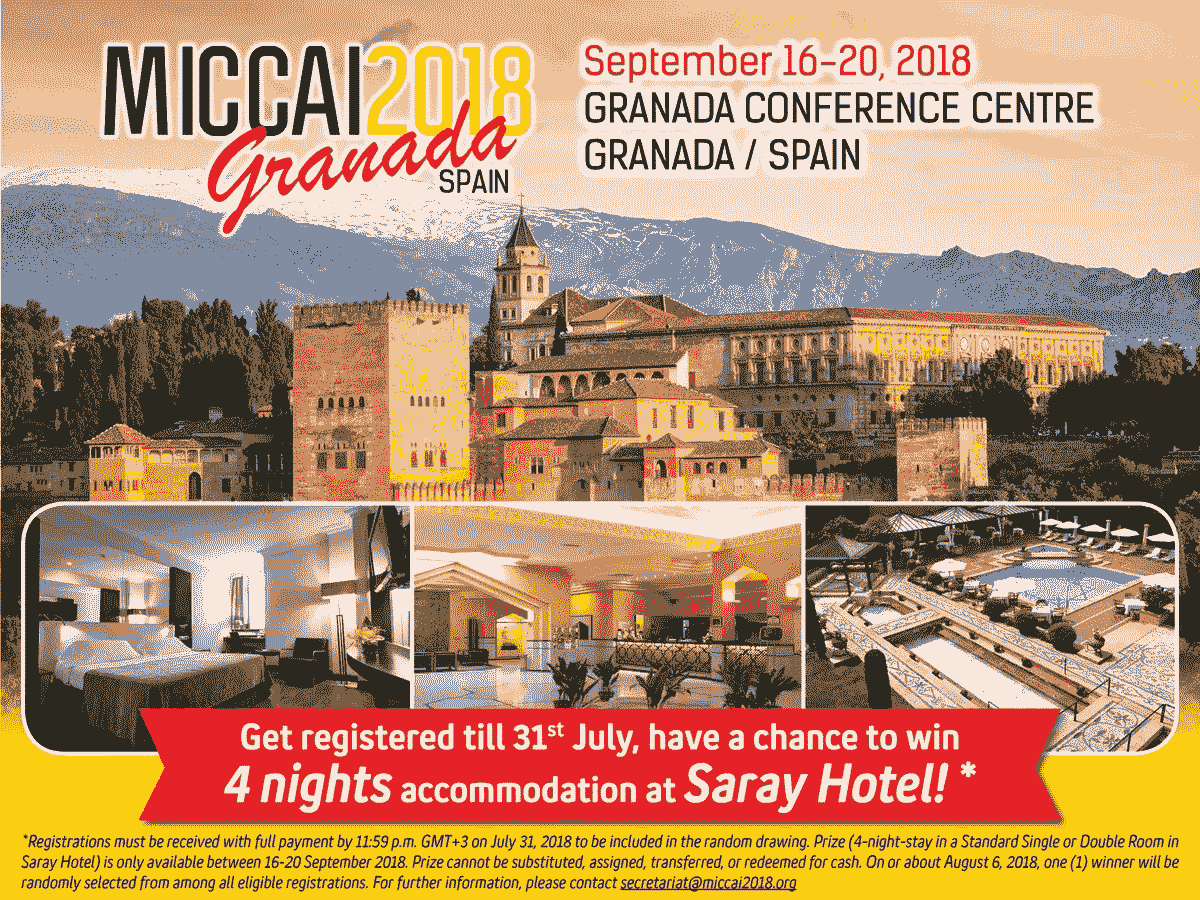 MICCAI2018
Granada
SPAIN
September 16-20, 2018
GRANADA CONFERENCE CENTRE
GRANADA / SPAIN
Get registered till 31st July, have a chance to win
4 nights accommodation at Saray Hotel! *
*Registrations must be received with full payment by 11:59 p.m. GMT+3 on July 31, 2018 to be included in the random drawing. Prize (4-night-stay in a Standard Single or Double Room in
Saray Hotel) is only available between 16-20 September 2018. Prize cannot be substituted, assigned, transferred, or redeemed for cash. On or about August 6, 2018, one (1) winner will be
randomly selected from among all eligible registrations. For further information, please contact secretariat@miccai2018.org